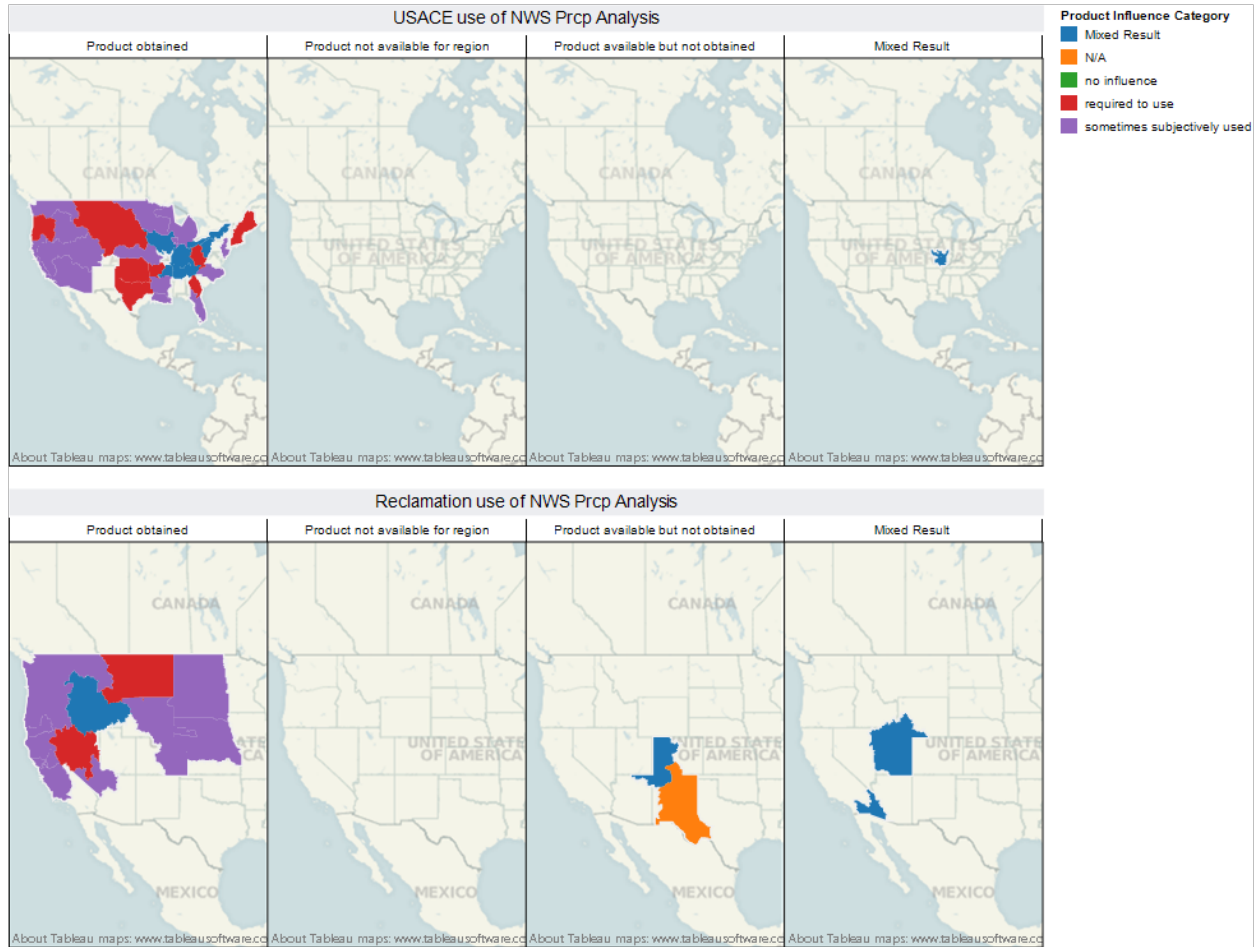 USACE use of NWS Prcp Analysis
Product obtained
Product not available for region
Product available but not obtained
Mixed Result
CANADA
CANADA
UNITED STATES
OF AMERICA
CANADA
UNITED STATES
OF AMERICA
CANADA
UNITED STATES
OF AMERICA
About Tableau maps: www.tableausoftware.co
About Tableau maps: www.tableausoftware.co
About Tableau maps: www.tableausoftware.co
About Tableau maps: www.tableausoftware.co
Product Influence Category
Mixed Result
N/A
no influence
required to use
sometimes subjectively used
Reclamation use of NWS Prcp Analysis
Product obtained
Product not available for region
Product available but not obtained
Mixed Result
CANADA
CANADA
CANADA
CANADA
UNITED STATE
OF AMERICA
UNITED STATE
OF AMERICA
UNITED STATE
OF AMERICA
MEXICO
MEXICO
MEXICO
MEXICO
About Tableau maps: www.tableausoftware.co
About Tableau maps: www.tableausoftware.co
About Tableau maps: www.tableausoftware.co
About Tableau maps: www.tableausoftware.co